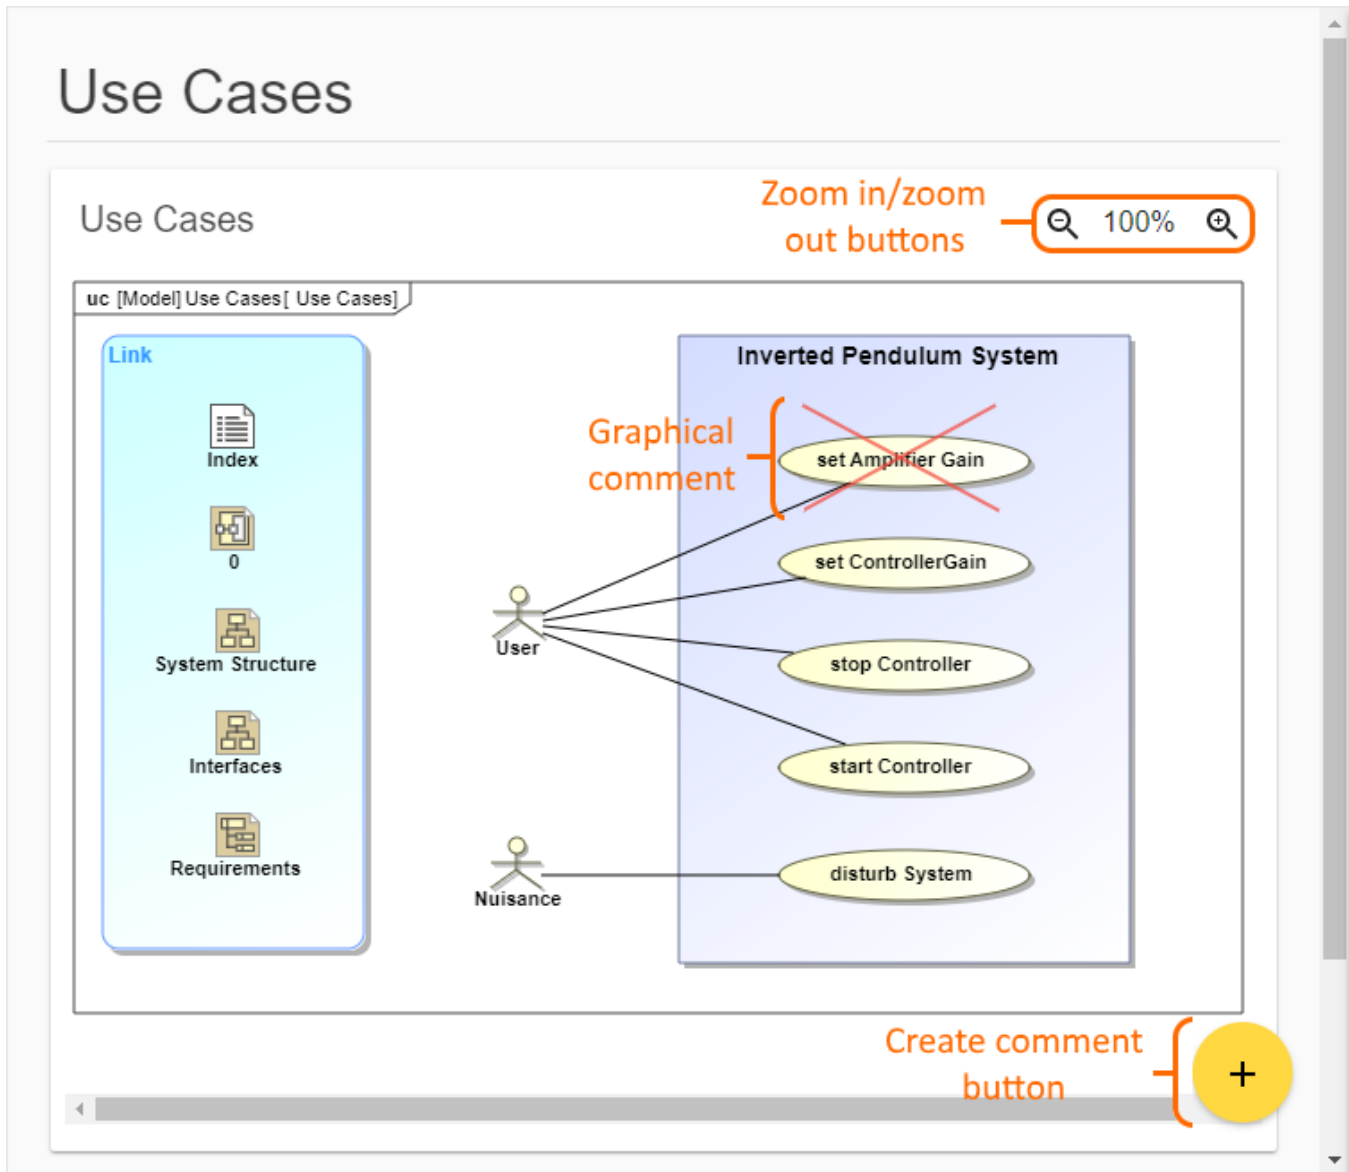 Use Cases
Use Cases
Zoom in/zoom
out buttons
100%
uc [Model] Use Cases[ Use Cases]
Link
Index
0
System Structure
Interfaces
Requirements
User
Nuisance
Inverted Pendulum System
Graphical
comment
set Amplifier Gain
set ControllerGain
stop Controller
start Controller
disturb System
Create comment
button
+